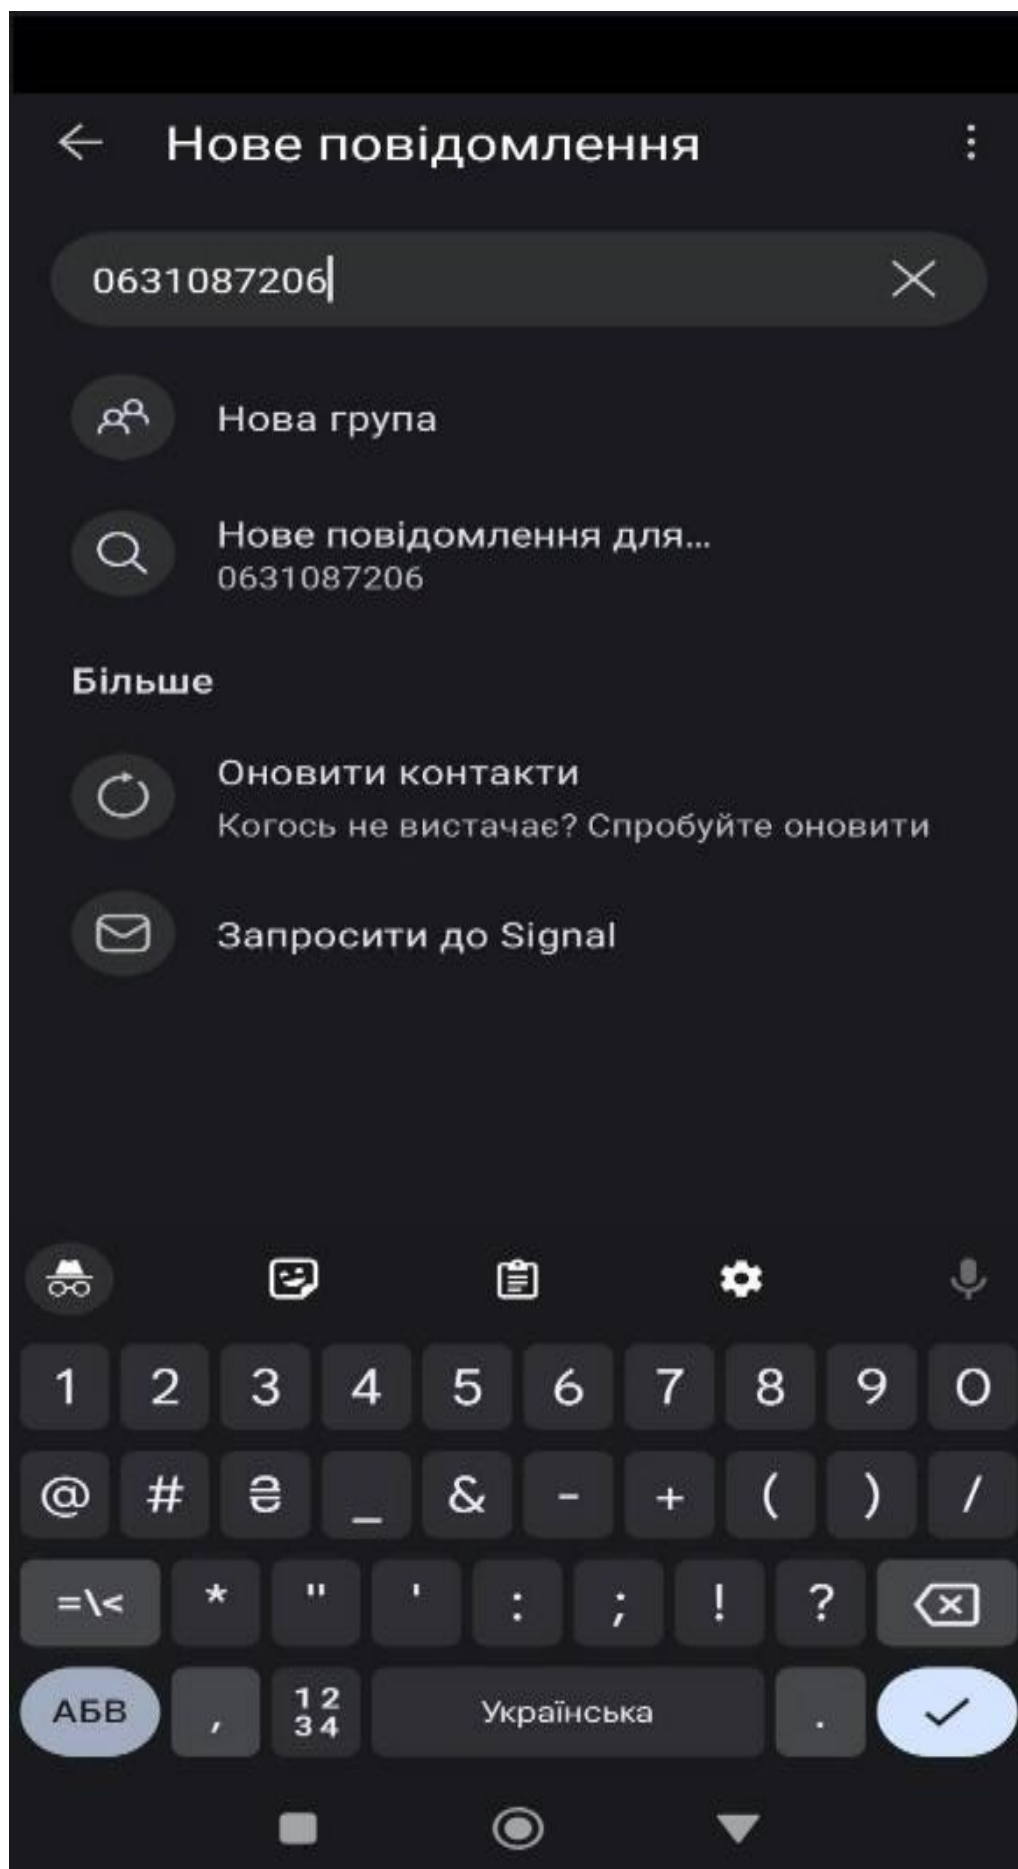 Нове повідомлення
0631087206
Нова група
Нове повідомлення для...
0631087206
Більше
Оновити контакти
Когось не вистачає? Спробуйте оновити
Запросити до Signal
1 2 3 4 5 6 7 8 9 0
@ # ₴ _ & - + ( ) /
=\< * " ' : ; ! ?
АБВ , 12 Українська .
34